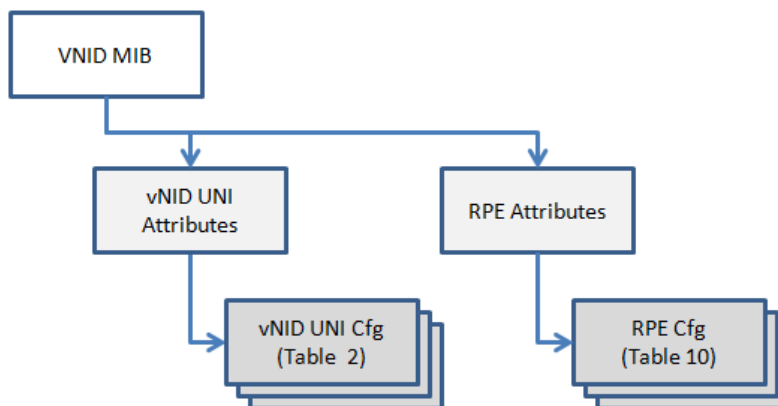 VNID MIB
vNID UNI
Attributes
RPE Attributes
vNID UNI Cfg
(Table 2)
RPE Cfg
(Table 10)